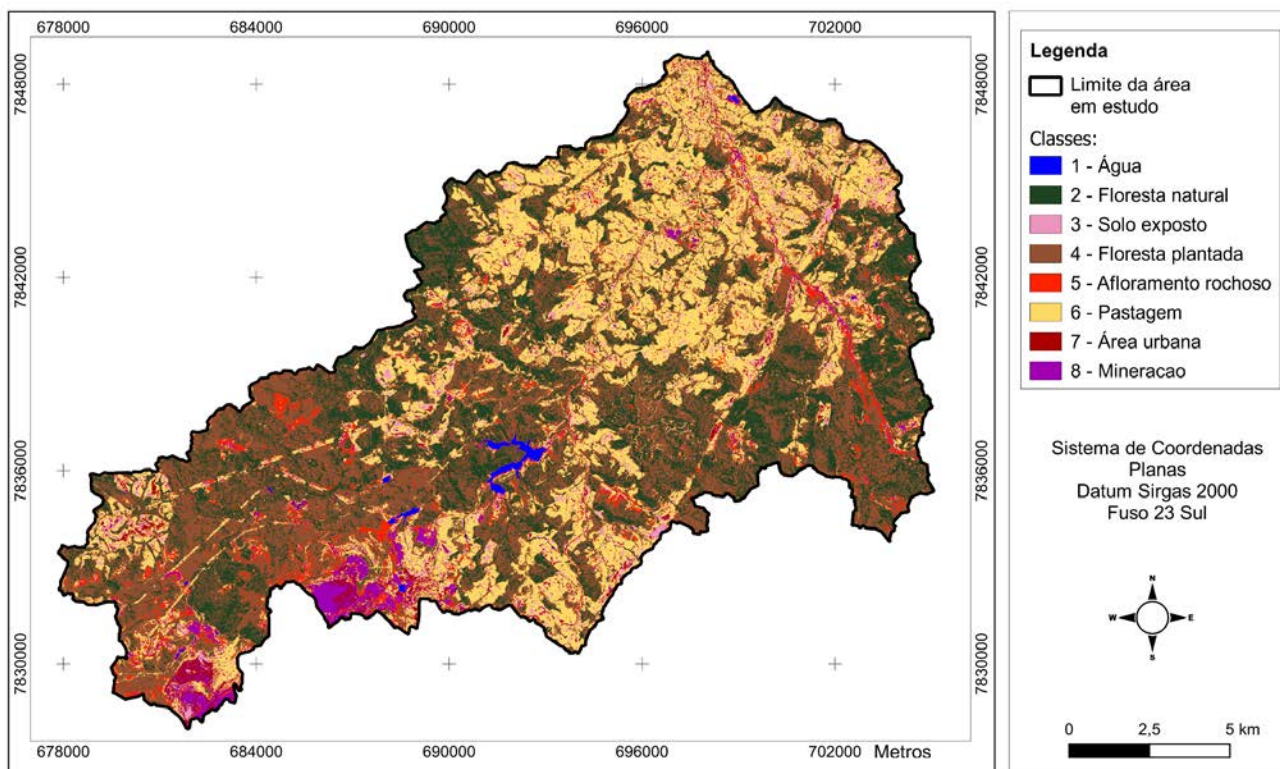 678000 684000 690000 696000 702000
7848000 7848000
7842000 7842000
7836000 7836000
7830000 7830000
678000 684000 690000 696000 702000 Metros
Legenda
Limite da área
em estudo
Classes:
1 - Água
2 - Floresta natural
3 - Solo exposto
4 - Floresta plantada
5 - Afloramento rochoso
6 - Pastagem
7 - Área urbana
8 - Mineracao
Sistema de Coordenadas
Planas
Datum Sirgas 2000
Fuso 23 Sul
N
W E
S
0 2,5 5 km